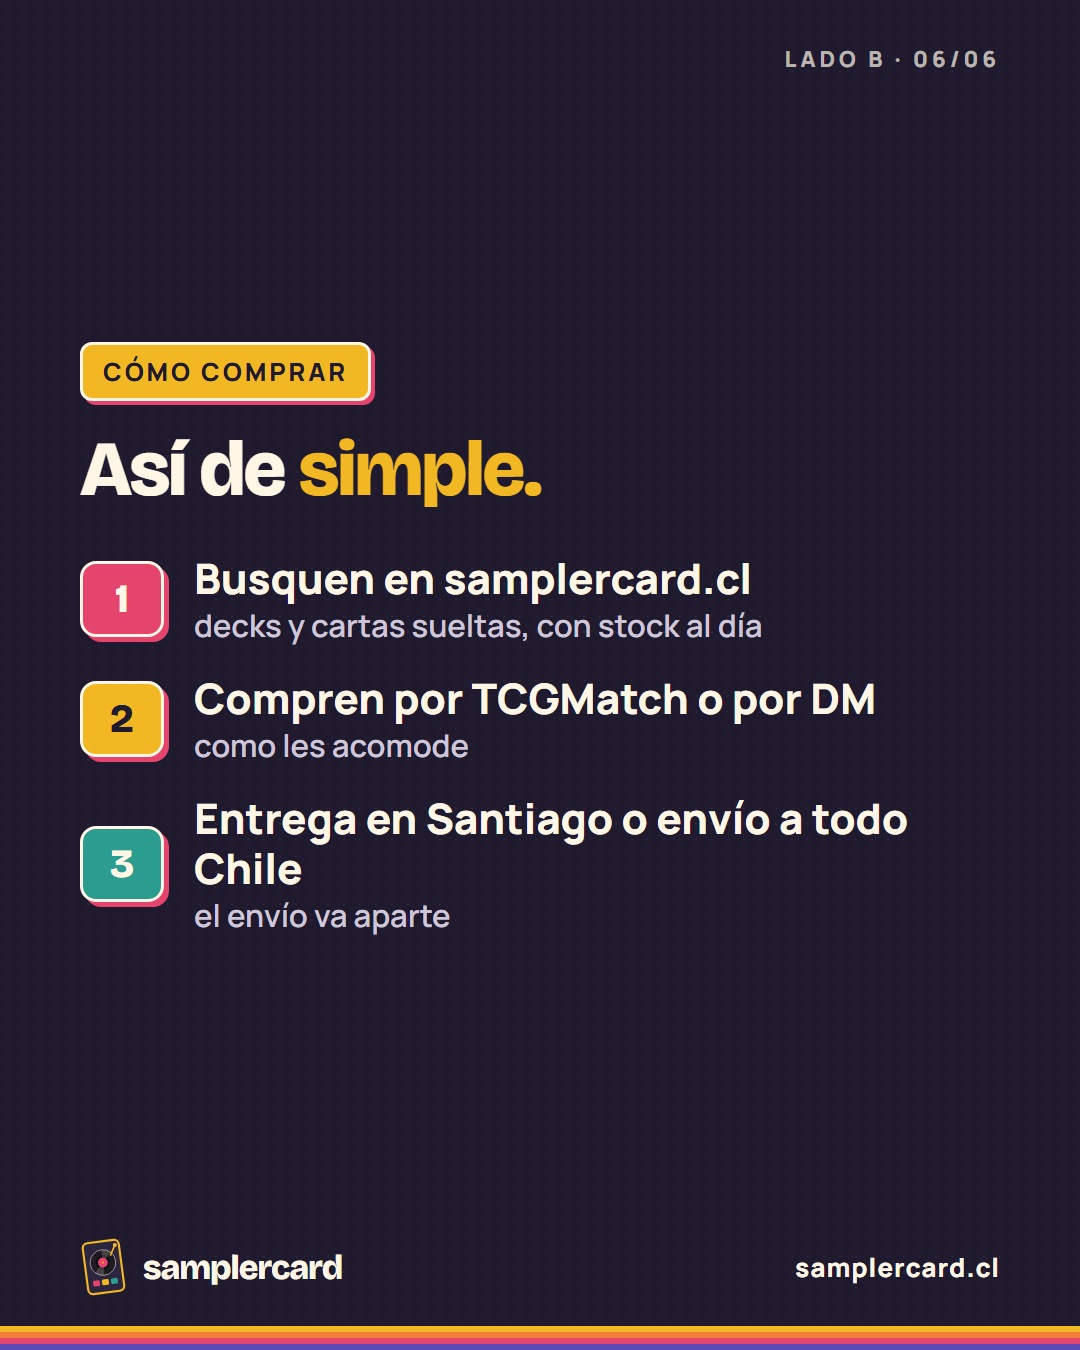 LADO B · 06/06
CÓMO COMPRAR
Así de simple.
1
Busquen en samplercard.cl
decks y cartas sueltas, con stock al día
2
Compren por TCGMatch o por DM
como les acomode
3
Entrega en Santiago o envío a todo
Chile
el envío va aparte
samplercard
samplercard.cl